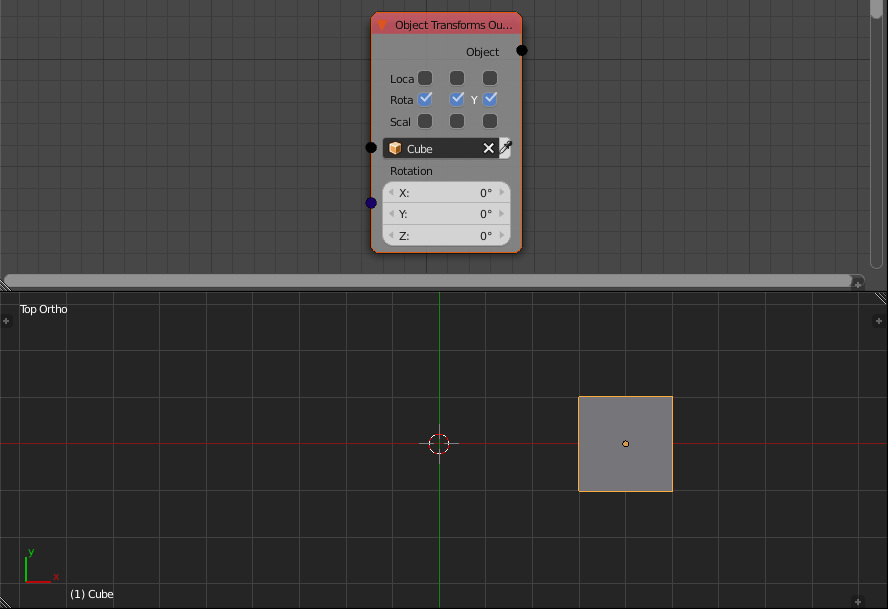 Object Transforms Ou...
Object
Loca
Rota Y
Scal
Cube
Rotation
X: 0°
Y: 0°
Z: 0°
Top Ortho
y
x
(1) Cube